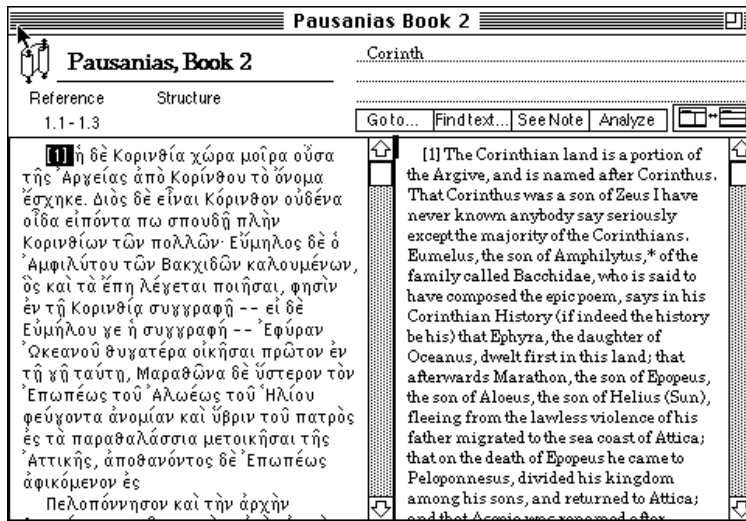 Pausanias Book 2
Pausanias, Book 2
Corinth
Reference Structure
1.1 - 1.3
Go to... Find text... See Note Analyze
[1] ἡ δὲ Κορινθία χώρα μοῖρα οὖσα
τῆς Ἀργείας ἀπὸ Κορίνθου τὸ ὄνομα
ἔσχηκε. Διὸς δὲ εἶναι Κόρινθον οὐδένα
οἶδα εἰπόντα πω σπουδῇ πλὴν
Κορινθίων τῶν πολλῶν· Εὔμηλος δὲ ὁ
Ἀμφιλύτου τῶν Βακχιδῶν καλουμένων,
ὃς καὶ τὰ ἔπη λέγεται ποιῆσαι, φησὶν
ἐν τῇ Κορινθίᾳ συγγραφῇ -- εἰ δὲ
Εὐμήλου γε ἡ συγγραφή -- Ἐφύραν
Ὠκεανοῦ θυγατέρα οἰκῆσαι πρῶτον ἐν
τῇ γῇ ταύτῃ, Μαραθῶνα δὲ ὕστερον τὸν
Ἐπωπέως τοῦ Ἀλωέως τοῦ Ἡλίου
φεύγοντα ἀνομίαν καὶ ὕβριν τοῦ πατρὸς
ἐς τὰ παραθαλάσσια μετοικῆσαι τῆς
Ἀττικῆς, ἀποθανόντος δὲ Ἐπωπέως
ἀφικόμενον ἐς
Πελοπόννησον καὶ τὴν ἀρχὴν
[1] The Corinthian land is a portion of
the Argive, and is named after Corinthus.
That Corinthus was a son of Zeus I have
never known anybody say seriously
except the majority of the Corinthians.
Eumelus, the son of Amphilytus,* of the
family called Bacchidae, who is said to
have composed the epic poem, says in his
Corinthian History (if indeed the history
be his) that Ephyra, the daughter of
Oceanus, dwelt first in this land; that
afterwards Marathon, the son of Epopeus,
the son of Aloeus, the son of Helius (Sun),
fleeing from the lawless violence of his
father migrated to the sea coast of Attica;
that on the death of Epopeus he came to
Peloponnesus, divided his kingdom
among his sons, and returned to Attica;
and that Asopia was renamed after